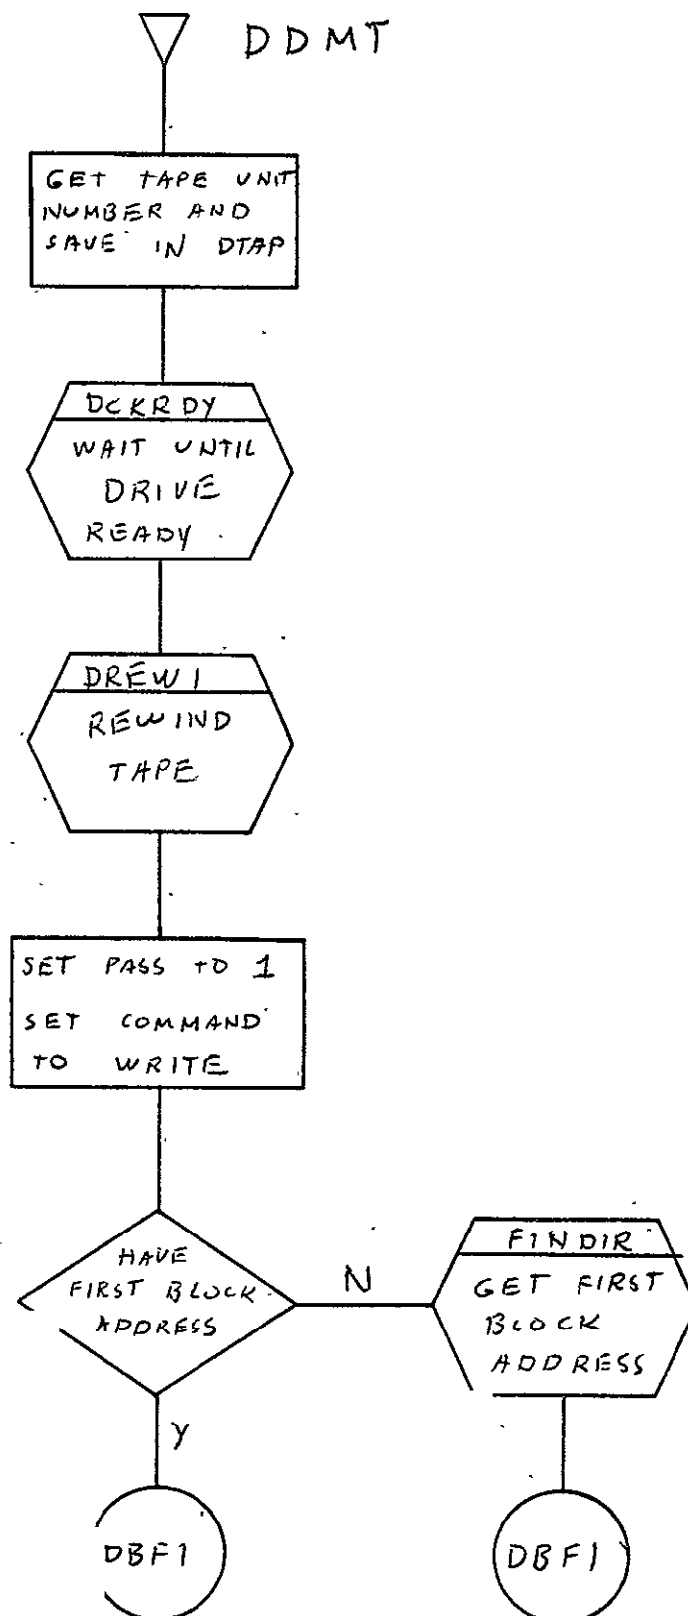 DDMT
GET TAPE UNIT
NUMBER AND
SAVE IN DTAP
DCKRDY
WAIT UNTIL
DRIVE
READY
DREW1
REWIND
TAPE
SET PASS TO 1
SET COMMAND
TO WRITE
HAVE
FIRST BLOCK
ADDRESS
N
FINDIR
GET FIRST
BLOCK
ADDRESS
Y
DBF1
DBF1